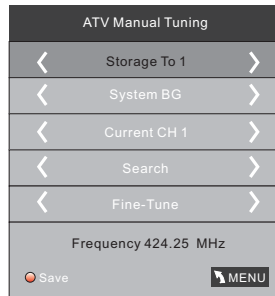 ATV Manual Tuning
Storage To 1
System BG
Current CH 1
Search
Fine-Tune
Frequency 424.25 MHz
Save MENU